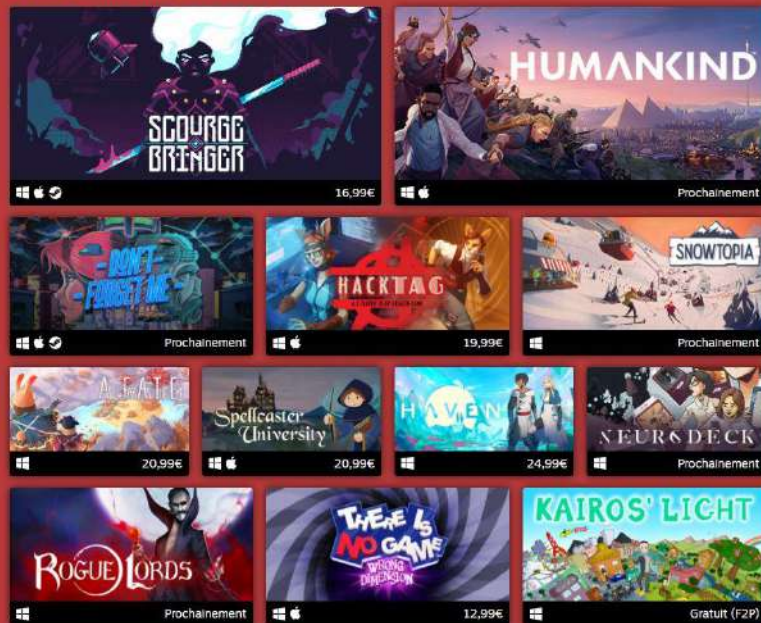 SCOURGE
BRINGER
HUMANKIND
16,99€
Prochainement
- DON'T -
- FORGET ME -
HACKTAG
SNOWTOPIA
Prochainement
19,99€
Prochainement
AGATE
Spellcaster
University
HAVEN
NEURODECK
20,99€
20,99€
24,99€
Prochainement
ROGUE LORDS
THERE IS
NO GAME
WRONG
DIMENSION
KAIROS' LIGHT
Prochainement
12,99€
Gratuit (F2P)